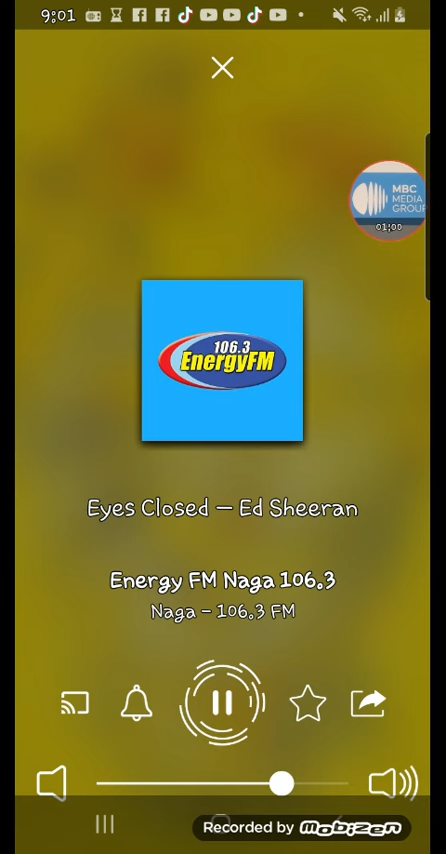 9:01
MBC
MEDIA
GROUP
01:00
106.3
EnergyFM
Eyes Closed – Ed Sheeran
Energy FM Naga 106.3
Naga - 106.3 FM
Recorded by Mobizen